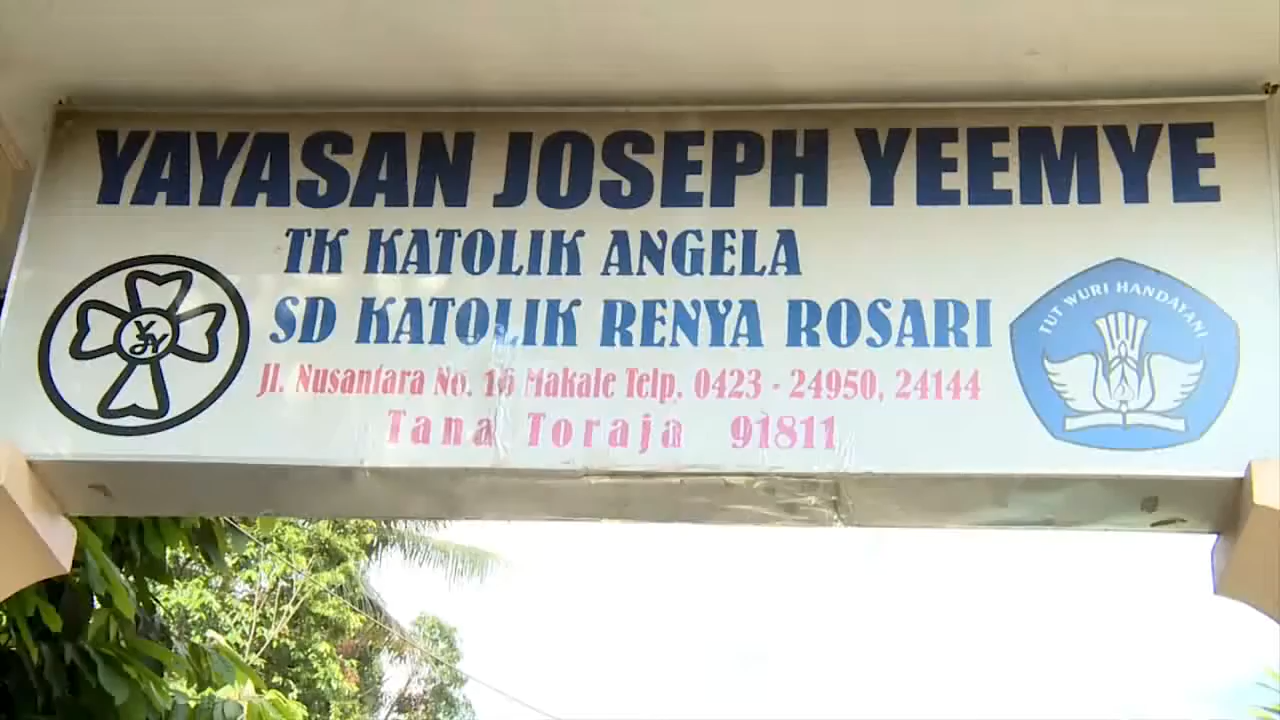 YAYASAN JOSEPH YEEMYE
TK KATOLIK ANGELA
SD KATOLIK RENYA ROSARI
Jl. Nusantara No. 16 Makale Telp. 0423 - 24950, 24144
Tana Toraja 91811
YJY
TUT WURI HANDAYANI